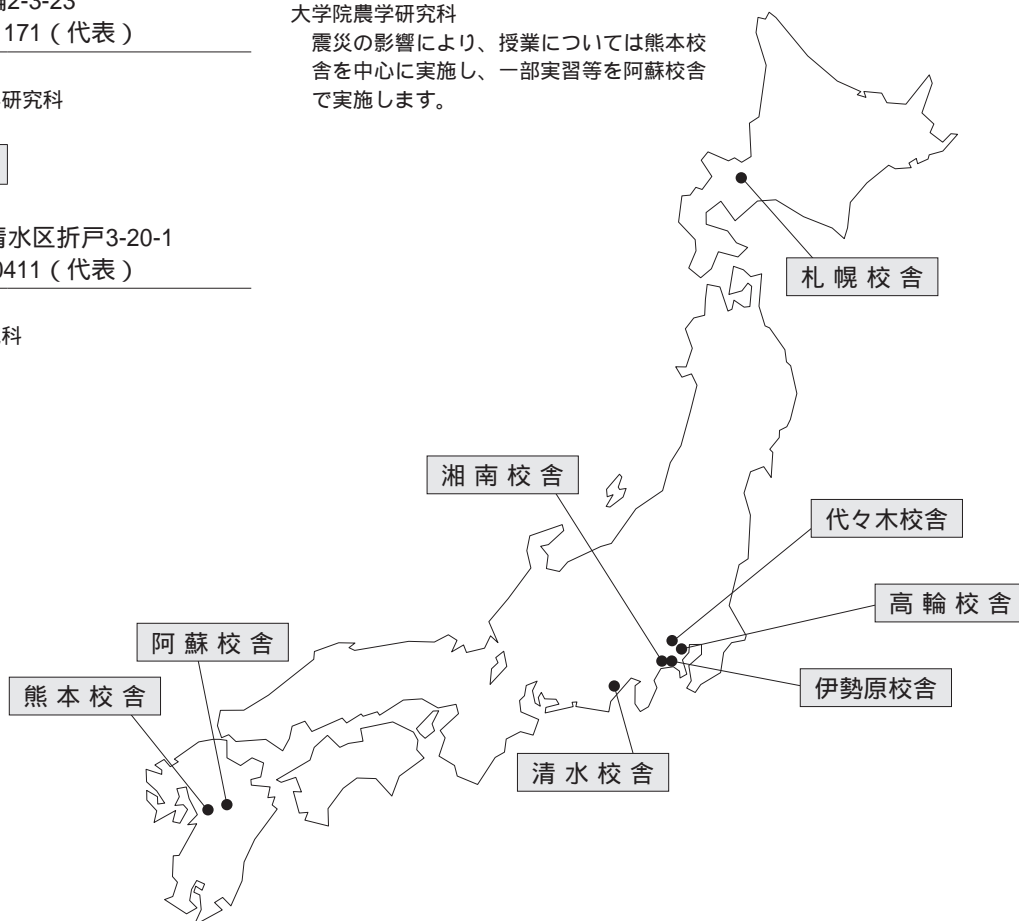 2-3-23
171（代表）
研究科
清水区折戸3-20-1
0411（代表）
科
大学院農学研究科
震災の影響により、授業については熊本校
舎を中心に実施し、一部実習等を阿蘇校舎
で実施します。
札幌校舎
湘南校舎
代々木校舎
高輪校舎
阿蘇校舎
伊勢原校舎
熊本校舎
清水校舎